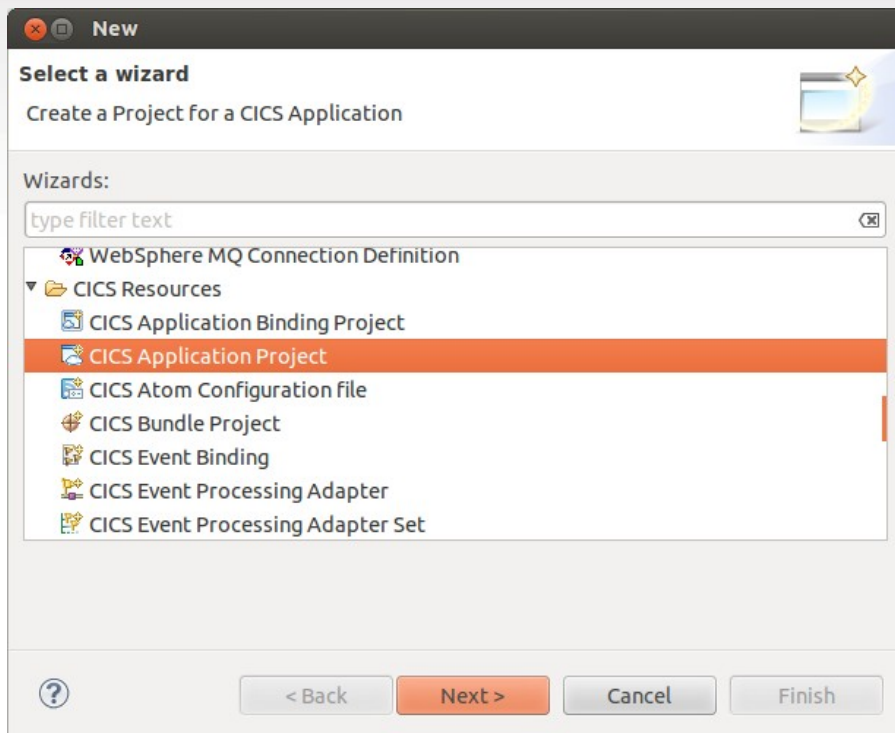 New
Select a wizard
Create a Project for a CICS Application
Wizards:
type filter text
WebSphere MQ Connection Definition
CICS Resources
CICS Application Binding Project
CICS Application Project
CICS Atom Configuration file
CICS Bundle Project
CICS Event Binding
CICS Event Processing Adapter
CICS Event Processing Adapter Set
? < Back Next > Cancel Finish